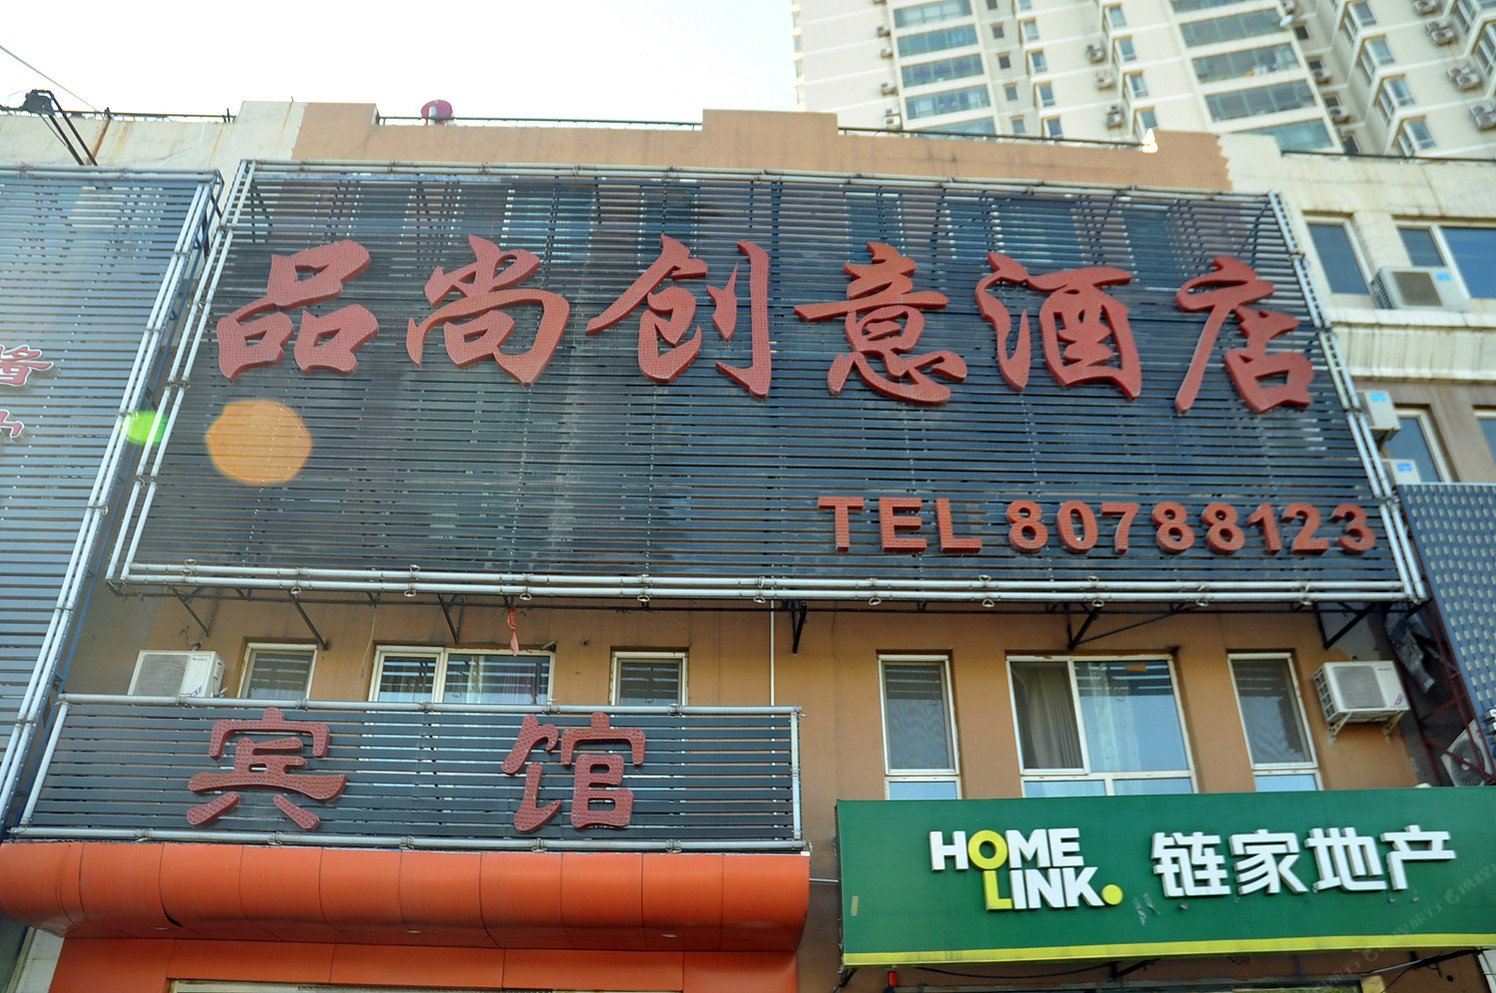 品尚创意酒店
TEL 80788123
宾馆
HOME LINK.
链家地产